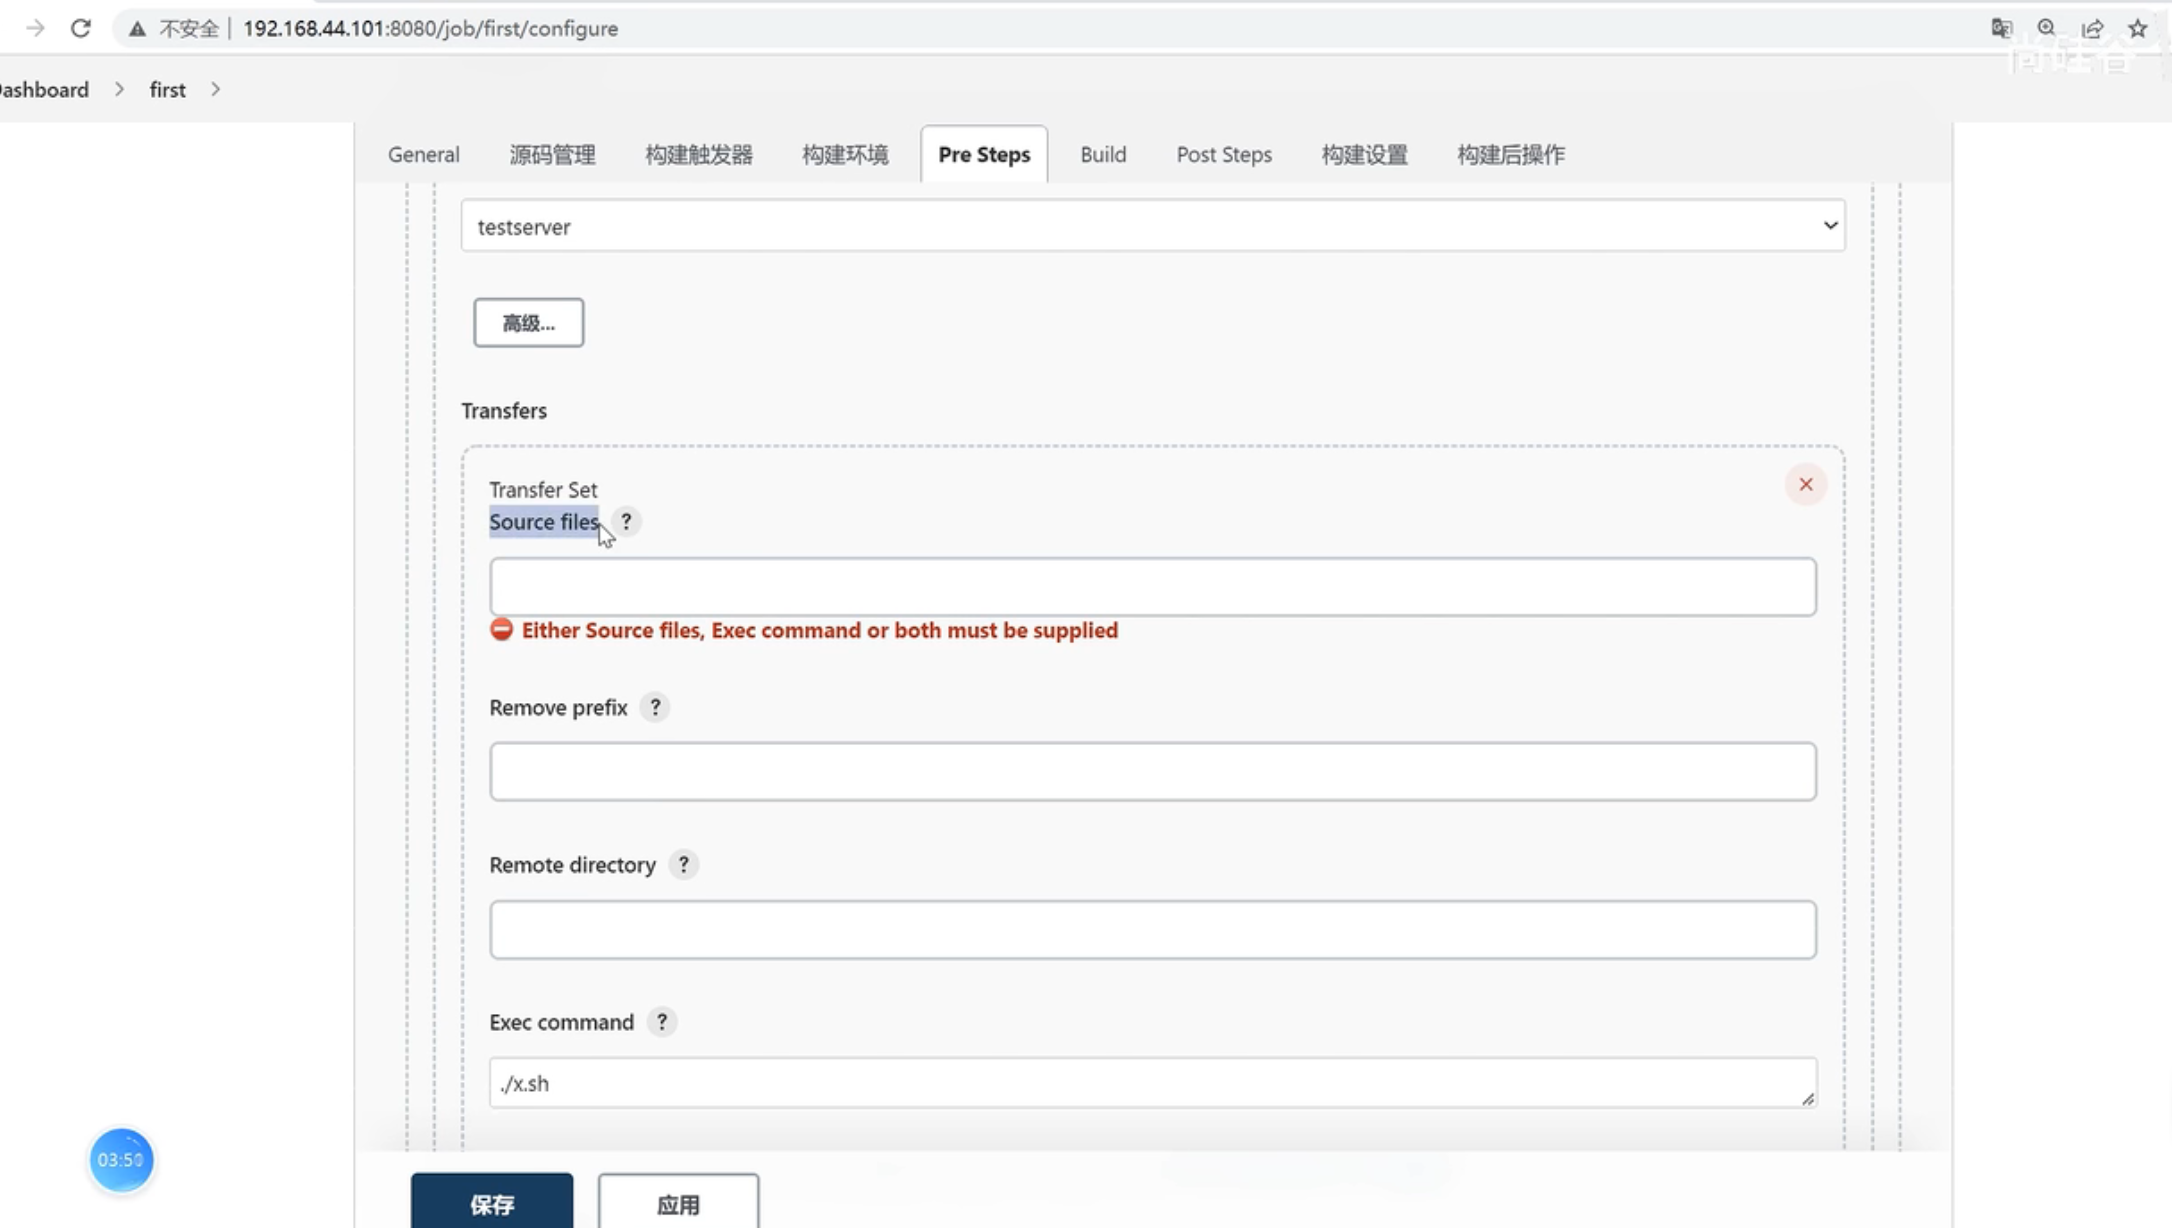 不安全 | 192.168.44.101:8080/job/first/configure
尚硅谷
ashboard > first >
General 源码管理 构建触发器 构建环境 Pre Steps Build Post Steps 构建设置 构建后操作
testserver
高级...
Transfers
Transfer Set
Source files ?
Either Source files, Exec command or both must be supplied
Remove prefix ?
Remote directory ?
Exec command ?
./x.sh
03:50
保存 应用